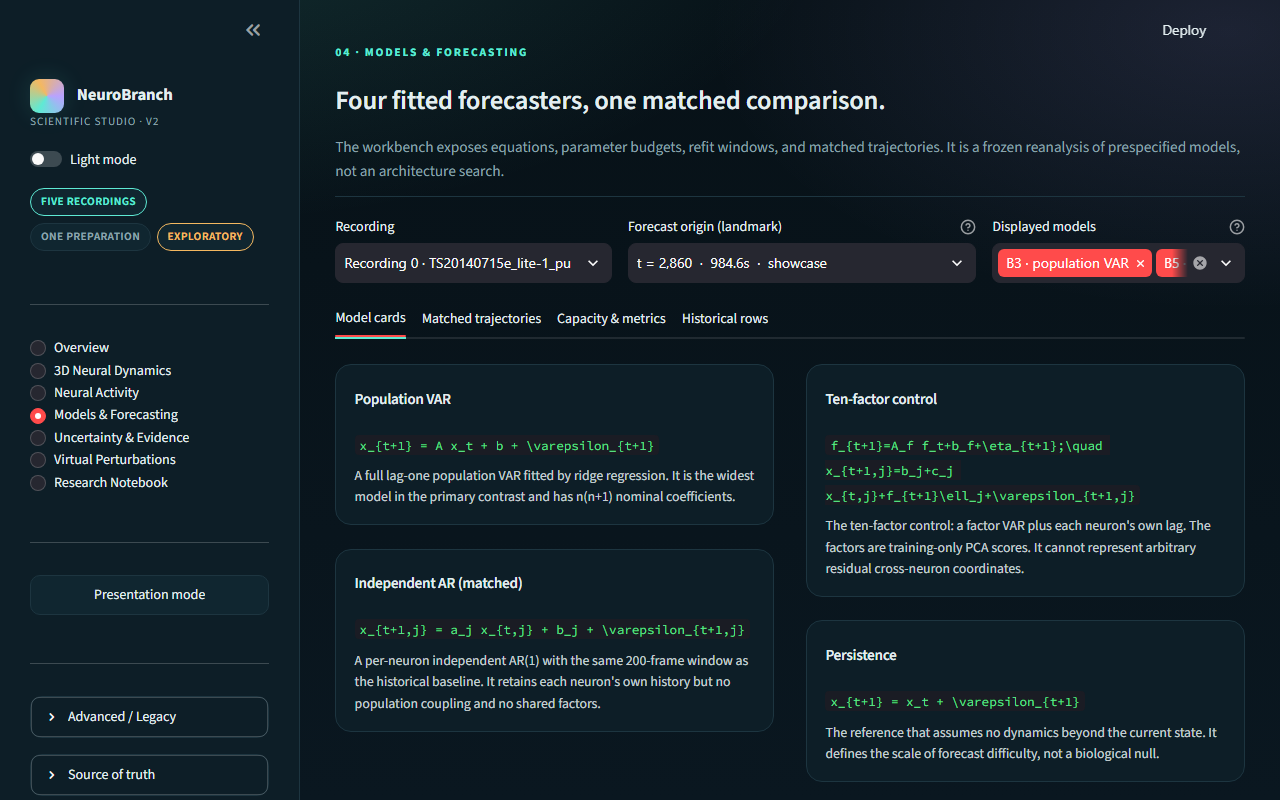 Deploy
NeuroBranch
SCIENTIFIC STUDIO · V2
Light mode
FIVE RECORDINGS
ONE PREPARATION
EXPLORATORY
Overview
3D Neural Dynamics
Neural Activity
Models & Forecasting
Uncertainty & Evidence
Virtual Perturbations
Research Notebook
Presentation mode
Advanced / Legacy
Source of truth
04 · MODELS & FORECASTING
Four fitted forecasters, one matched comparison.
The workbench exposes equations, parameter budgets, refit windows, and matched trajectories. It is a frozen reanalysis of prespecified models,
not an architecture search.
Recording
Recording 0 · TS20140715e_lite-1_pu
Forecast origin (landmark)
t = 2,860 · 984.6s · showcase
Displayed models
B3 · population VAR
B5
Model cards
Matched trajectories
Capacity & metrics
Historical rows
Population VAR
x_{t+1} = A x_t + b + \varepsilon_{t+1}
A full lag-one population VAR fitted by ridge regression. It is the widest
model in the primary contrast and has n(n+1) nominal coefficients.
Independent AR (matched)
x_{t+1,j} = a_j x_{t,j} + b_j + \varepsilon_{t+1,j}
A per-neuron independent AR(1) with the same 200-frame window as
the historical baseline. It retains each neuron's own history but no
population coupling and no shared factors.
Ten-factor control
f_{t+1}=A_f f_t+b_f+\eta_{t+1};\quad
x_{t+1,j}=b_j+c_j
x_{t,j}+f_{t+1}\ell_j+\varepsilon_{t+1,j}
The ten-factor control: a factor VAR plus each neuron's own lag. The
factors are training-only PCA scores. It cannot represent arbitrary
residual cross-neuron coordinates.
Persistence
x_{t+1} = x_t + \varepsilon_{t+1}
The reference that assumes no dynamics beyond the current state. It
defines the scale of forecast difficulty, not a biological null.